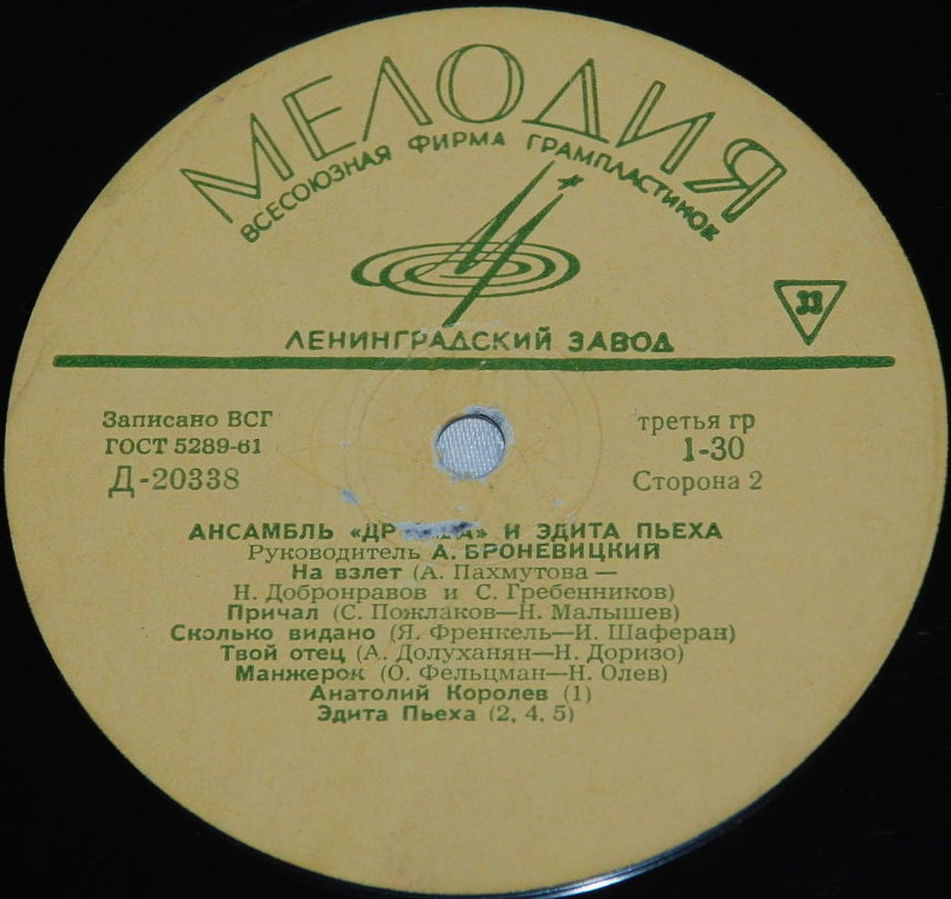 МЕЛОДИЯ
ВСЕСОЮЗНАЯ ФИРМА ГРАМПЛАСТИНОК
33
ЛЕНИНГРАДСКИЙ ЗАВОД
Записано ВСГ
ГОСТ 5289-61
Д-20338
третья гр
1-30
Сторона 2
АНСАМБЛЬ И ЭДИТА ПЬЕХА
Руководитель А. БРОНЕВИЦКИЙ
На взлет (А. Пахмутова —
Н. Добронравов и С. Гребенников)
Причал (С. Пожлаков—Н. Малышев)
Сколько видано (Я. Френкель—И. Шаферан)
Твой отец (А. Долуханян—Н. Доризо)
Манжерок (О. Фельцман—Н. Олев)
Анатолий Королев (1)
Эдита Пьеха (2, 4, 5)